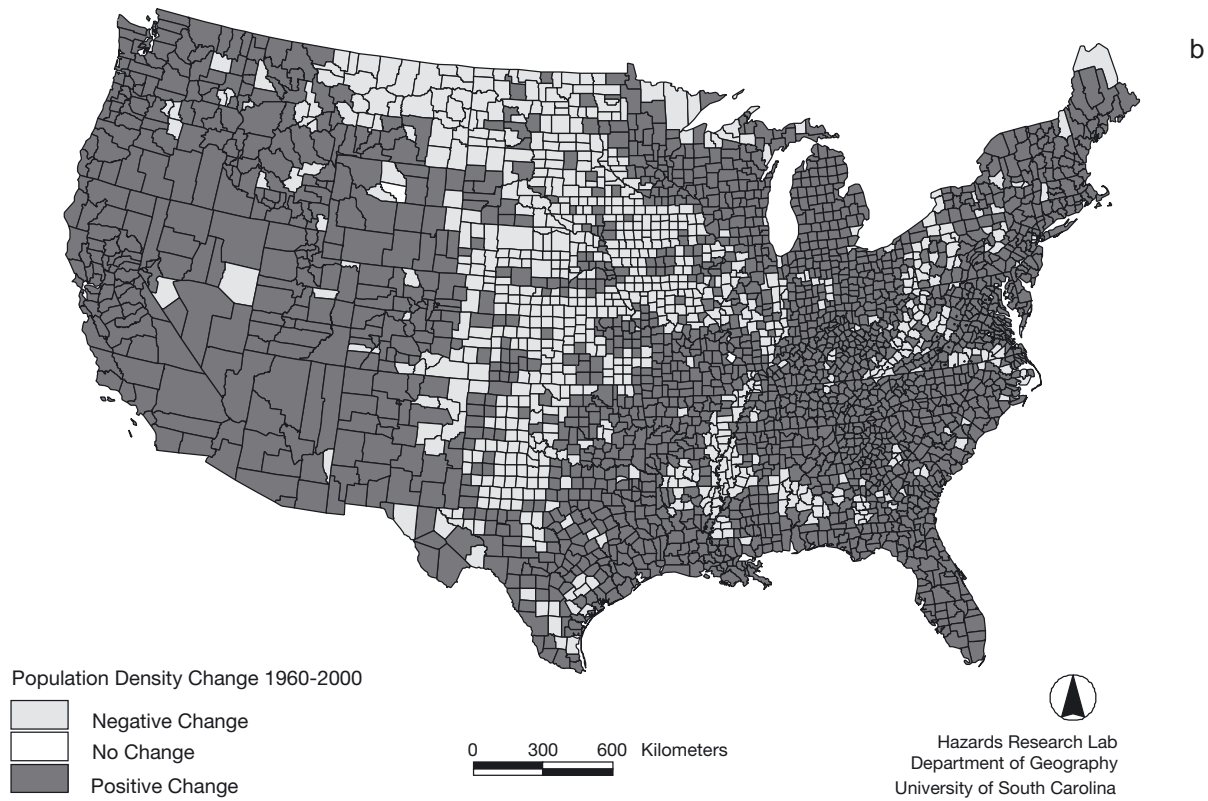 b
Population Density Change 1960-2000
Negative Change
No Change
Positive Change
0 300 600 Kilometers
Hazards Research Lab
Department of Geography
University of South Carolina